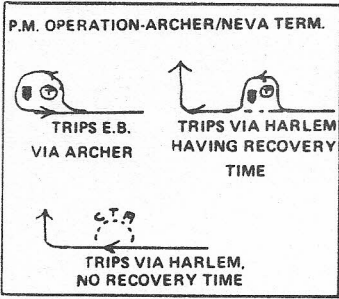 P.M. OPERATION-ARCHER/NEVA TERM.
T
T
TRIPS E.B.
VIA ARCHER
TRIPS VIA HARLEM
HAVING RECOVERY
TIME
C.T.A
TRIPS VIA HARLEM,
NO RECOVERY TIME